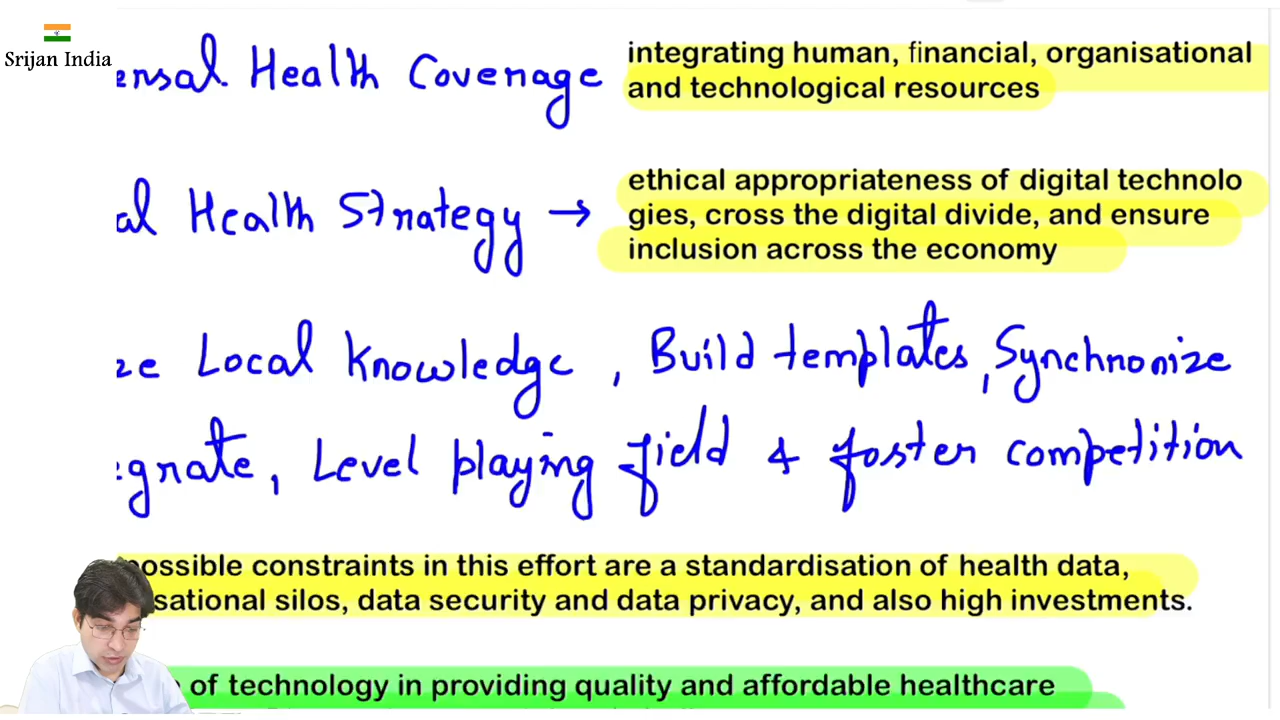 Srijan India
ensal Health Coverage
integrating human, financial, organisational
and technological resources
al Health Strategy →
ethical appropriateness of digital technolo
gies, cross the digital divide, and ensure
inclusion across the economy
ze Local Knowledge, Build templates, Synchronize
egrate, Level playing field & foster competition
possible constraints in this effort are a standardisation of health data,
sational silos, data security and data privacy, and also high investments.
of technology in providing quality and affordable healthcare